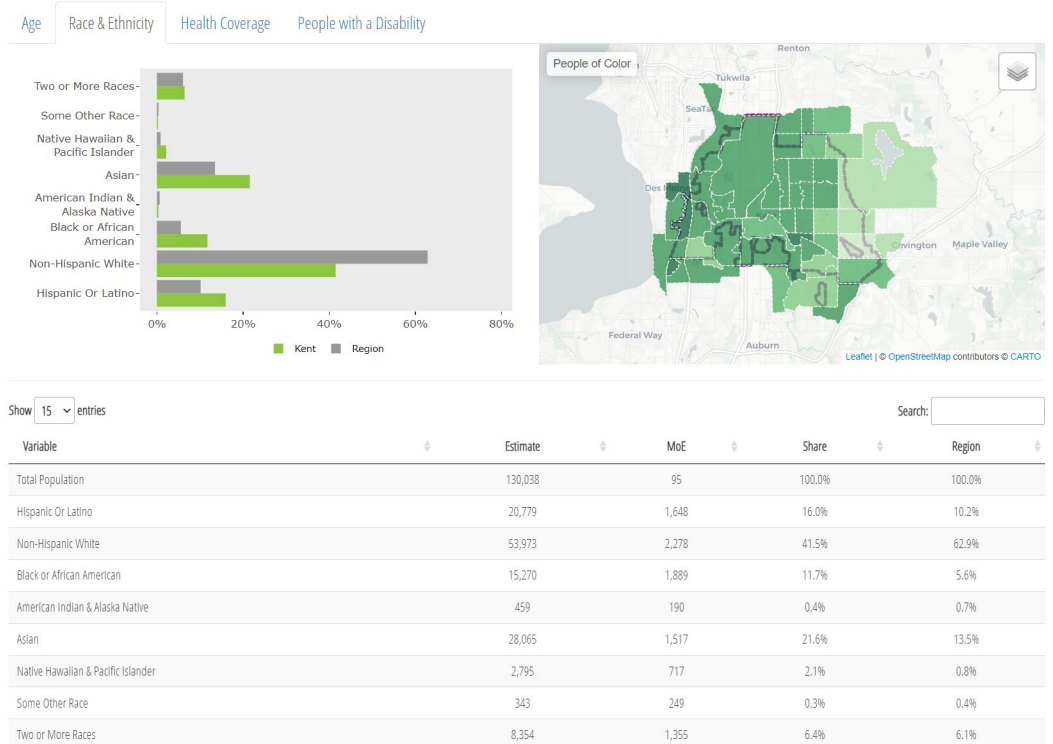 Age Race & Ethnicity Health Coverage People with a Disability
Two or More Races
Some Other Race
Native Hawaiian &
Pacific Islander
Asian
American Indian &
Alaska Native
Black or African
American
Non-Hispanic White
Hispanic Or Latino
0% 20% 40% 60% 80%
Kent Region
People of Color
Renton
Tukwila
SeaTa
Des Mo
Covington Maple Valley
Federal Way
Auburn
Leaflet | © OpenStreetMap contributors © CARTO
Show 15 entries Search:
Variable Estimate MoE Share Region
Total Population 130,038 95 100.0% 100.0%
Hispanic Or Latino 20,779 1,648 16.0% 10.2%
Non-Hispanic White 53,973 2,278 41.5% 62.9%
Black or African American 15,270 1,889 11.7% 5.6%
American Indian & Alaska Native 459 190 0.4% 0.7%
Asian 28,065 1,517 21.6% 13.5%
Native Hawaiian & Pacific Islander 2,795 717 2.1% 0.8%
Some Other Race 343 249 0.3% 0.4%
Two or More Races 8,354 1,355 6.4% 6.1%